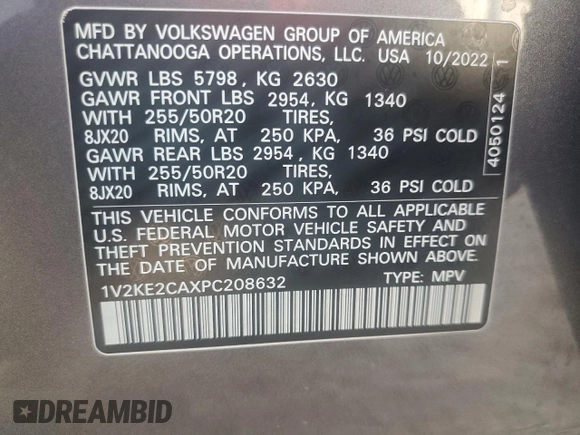 MFD BY VOLKSWAGEN GROUP OF AMERICA
CHATTANOOGA OPERATIONS, LLC. USA 10/2022
GVWR LBS 5798, KG 2630
GAWR FRONT LBS 2954, KG 1340
WITH 255/50R20 TIRES,
8JX20 RIMS, AT 250 KPA, 36 PSI COLD
GAWR REAR LBS 2954, KG 1340
WITH 255/50R20 TIRES,
8JX20 RIMS, AT 250 KPA, 36 PSI COLD
THIS VEHICLE CONFORMS TO ALL APPLICABLE
U.S. FEDERAL MOTOR VEHICLE SAFETY AND
THEFT PREVENTION STANDARDS IN EFFECT ON
THE DATE OF MANUFACTURE SHOWN ABOVE.
1V2KE2CAXPC208632 TYPE: MPV
4050124 1
DREAMBID